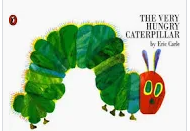 THE VERY
HUNGRY
CATERPILLAR
by Eric Carle